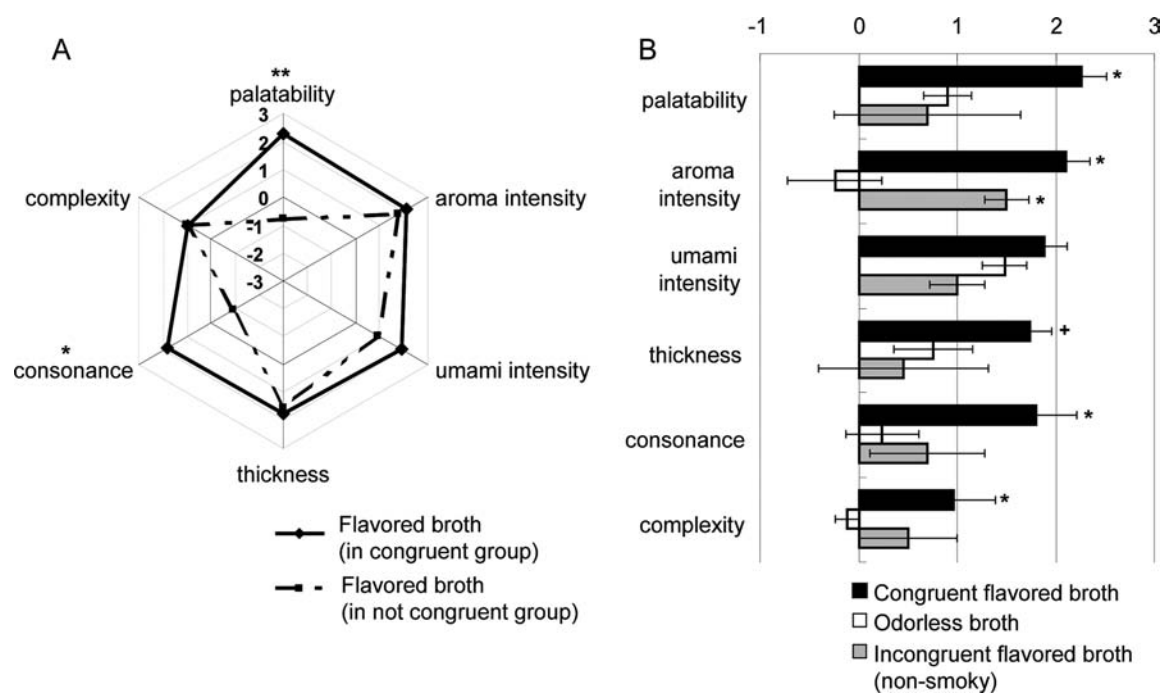 A
**
palatability
3
2
1
0
-1
-2
-3
complexity
aroma intensity
*
consonance
umami intensity
thickness
Flavored broth
(in congruent group)
Flavored broth
(in not congruent group)
B
-1 0 1 2 3
palatability *
aroma
intensity
*
*
umami
intensity
thickness +
consonance *
complexity *
Congruent flavored broth
Odorless broth
Incongruent flavored broth
(non-smoky)